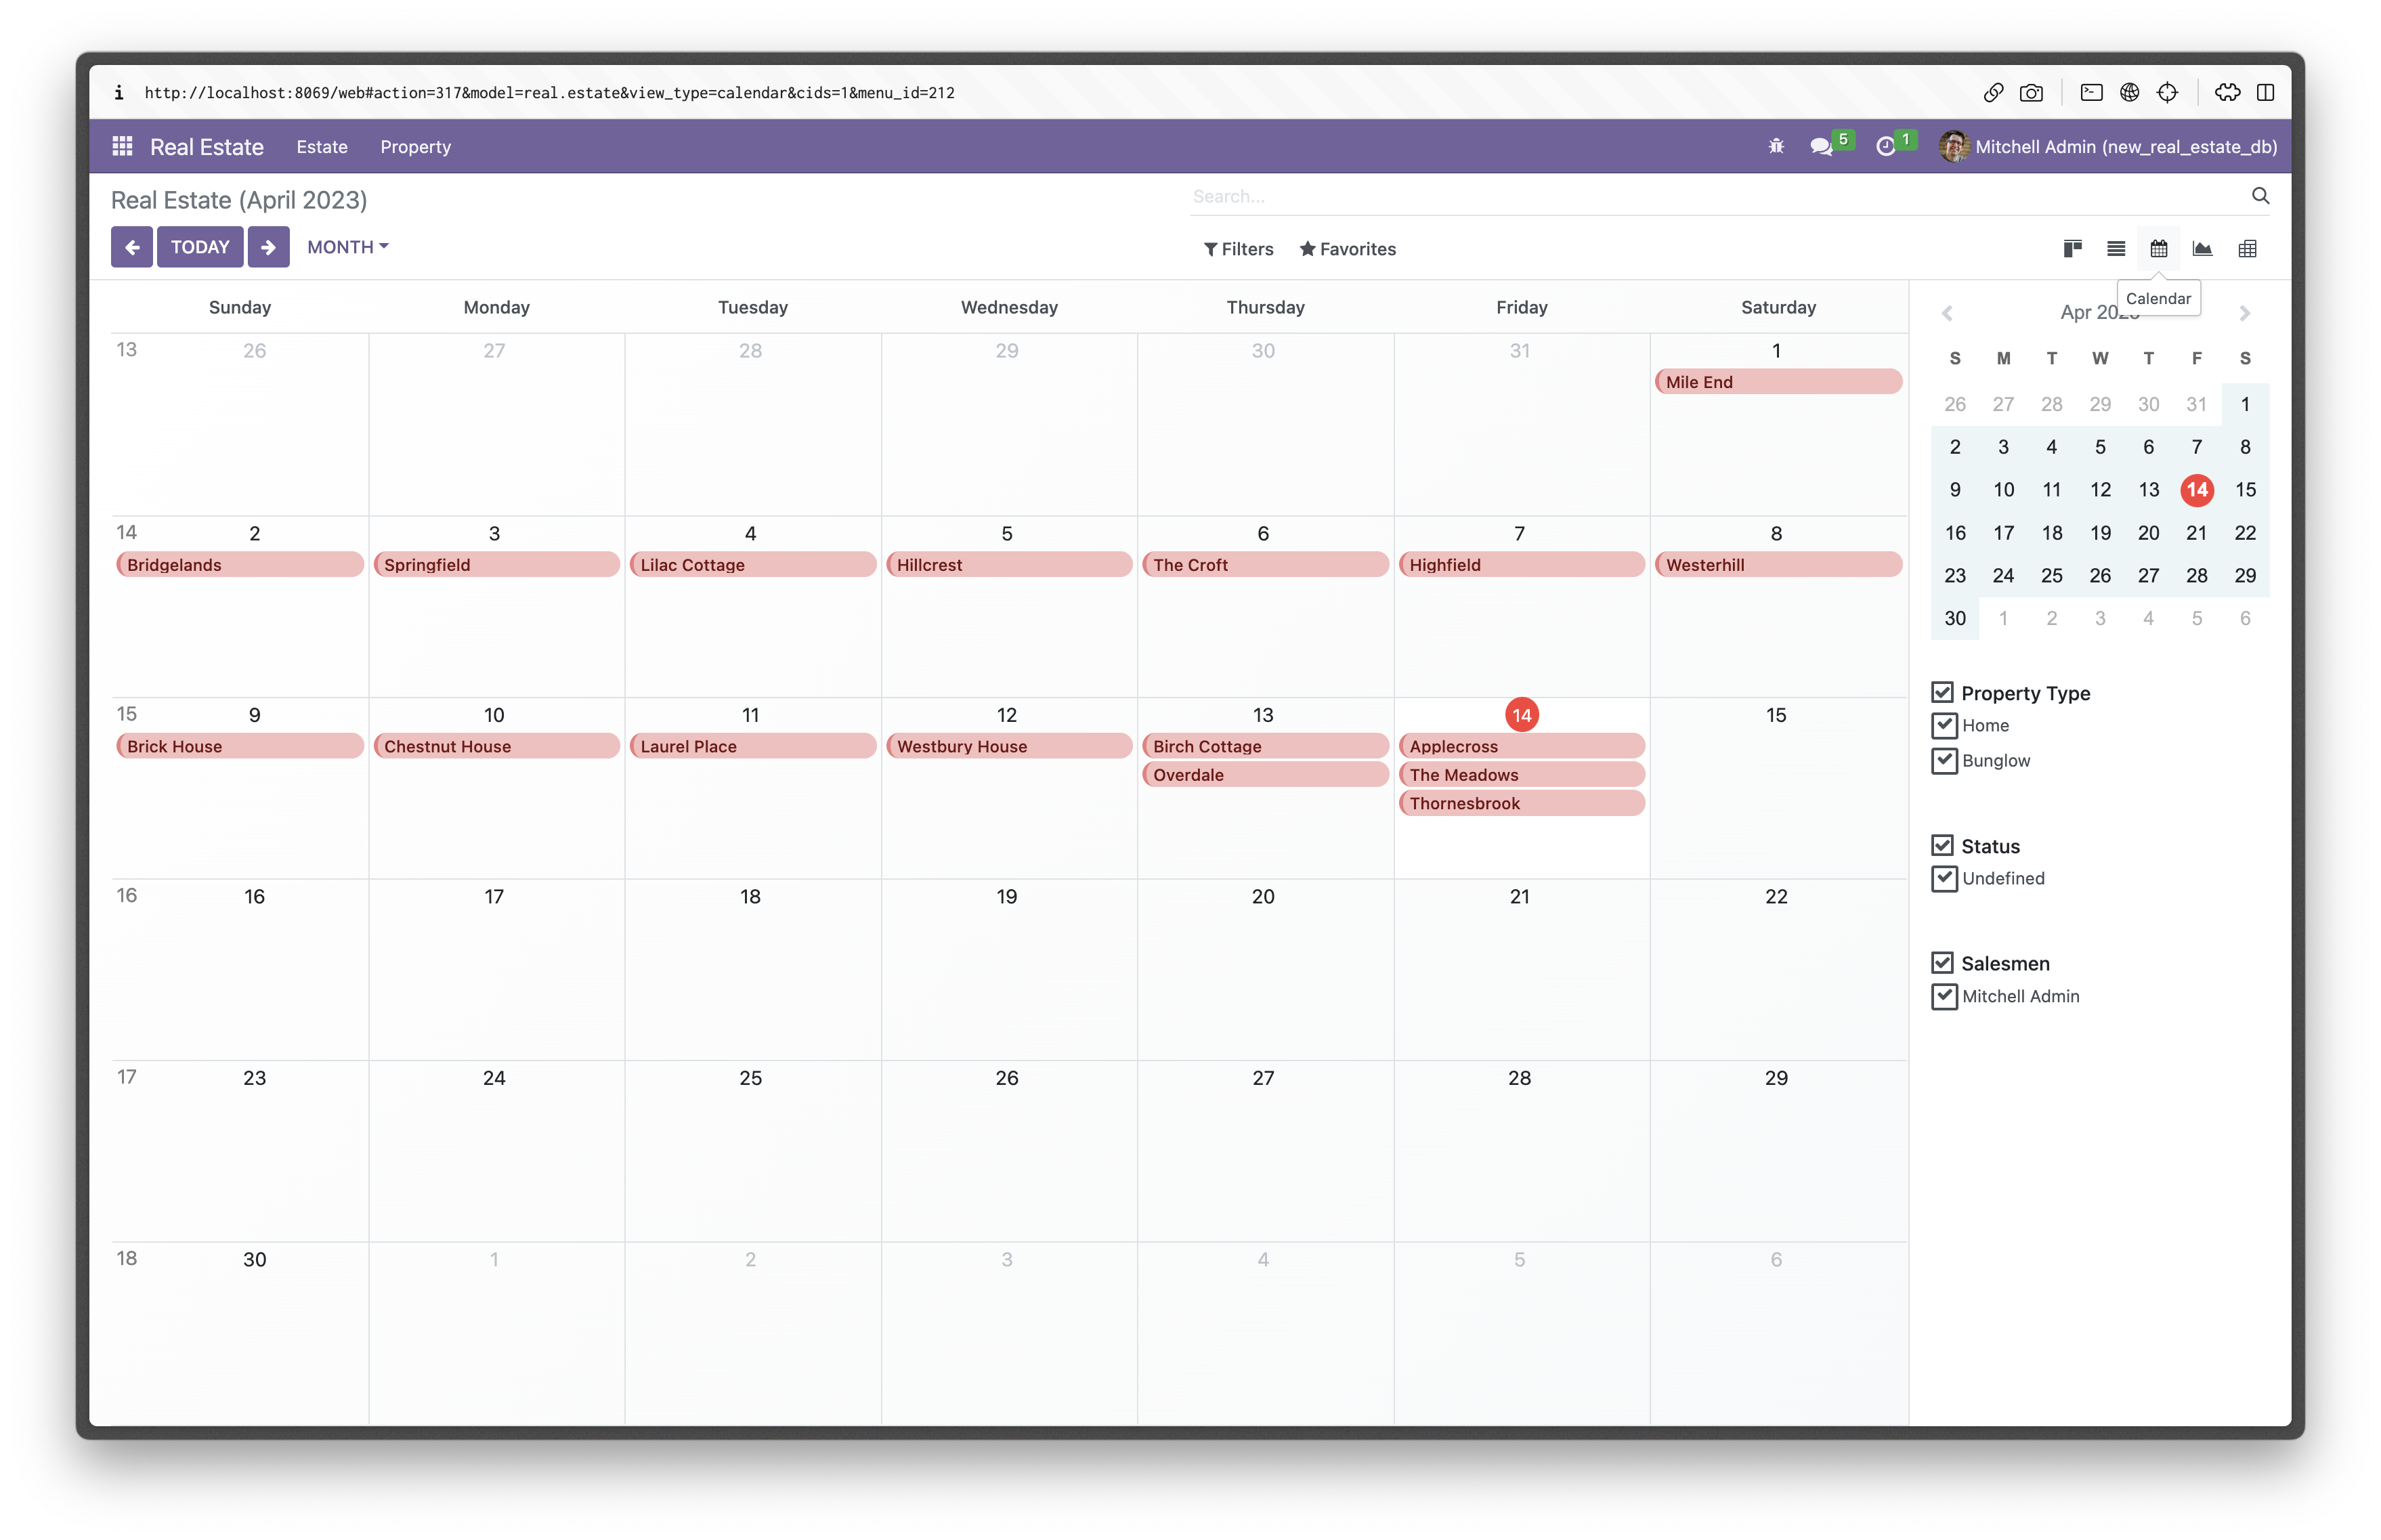 i http://localhost:8069/web#action=317&model=real.estate&view_type=calendar&cids=1&menu_id=212
Real Estate Estate Property 5 1 Mitchell Admin (new_real_estate_db)
Real Estate (April 2023) Search...
TODAY MONTH Filters Favorites
Calendar
Sunday Monday Tuesday Wednesday Thursday Friday Saturday
13 26 27 28 29 30 31 1
Mile End
14 2 3 4 5 6 7 8
Bridgelands Springfield Lilac Cottage Hillcrest The Croft Highfield Westerhill
15 9 10 11 12 13 14 15
Brick House Chestnut House Laurel Place Westbury House Birch Cottage Applecross
Overdale The Meadows
Thornesbrook
16 16 17 18 19 20 21 22
17 23 24 25 26 27 28 29
18 30 1 2 3 4 5 6
Apr
S M T W T F S
26 27 28 29 30 31 1
2 3 4 5 6 7 8
9 10 11 12 13 14 15
16 17 18 19 20 21 22
23 24 25 26 27 28 29
30 1 2 3 4 5 6
Property Type
Home
Bunglow
Status
Undefined
Salesmen
Mitchell Admin